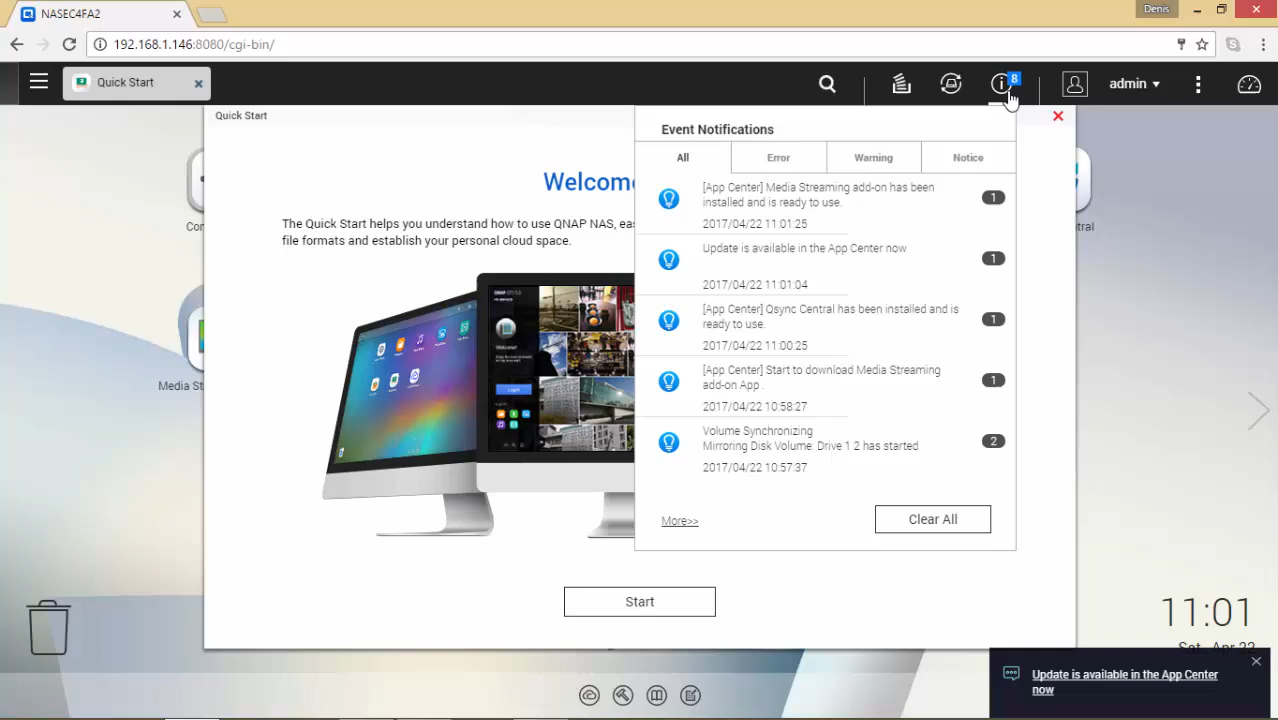 NASEC4FA2
Denis
192.168.1.146:8080/cgi-bin/
Quick Start
8
admin
Quick Start
Event Notifications
All
Error
Warning
Notice
Welcome
The Quick Start helps you understand how to use QNAP NAS,
file formats and establish your personal cloud space.
[App Center] Media Streaming add-on has been
installed and is ready to use.
1
2017/04/22 11:01:25
Update is available in the App Center now
1
2017/04/22 11:01:04
[App Center] Qsync Central has been installed and is
ready to use.
1
2017/04/22 11:00:25
[App Center] Start to download Media Streaming
add-on App .
1
2017/04/22 10:58:27
Volume Synchronizing
Mirroring Disk Volume: Drive 1 2 has started
2
2017/04/22 10:57:37
More>>
Clear All
Start
11:01
Sat., Apr 22
Update is available in the App Center
now